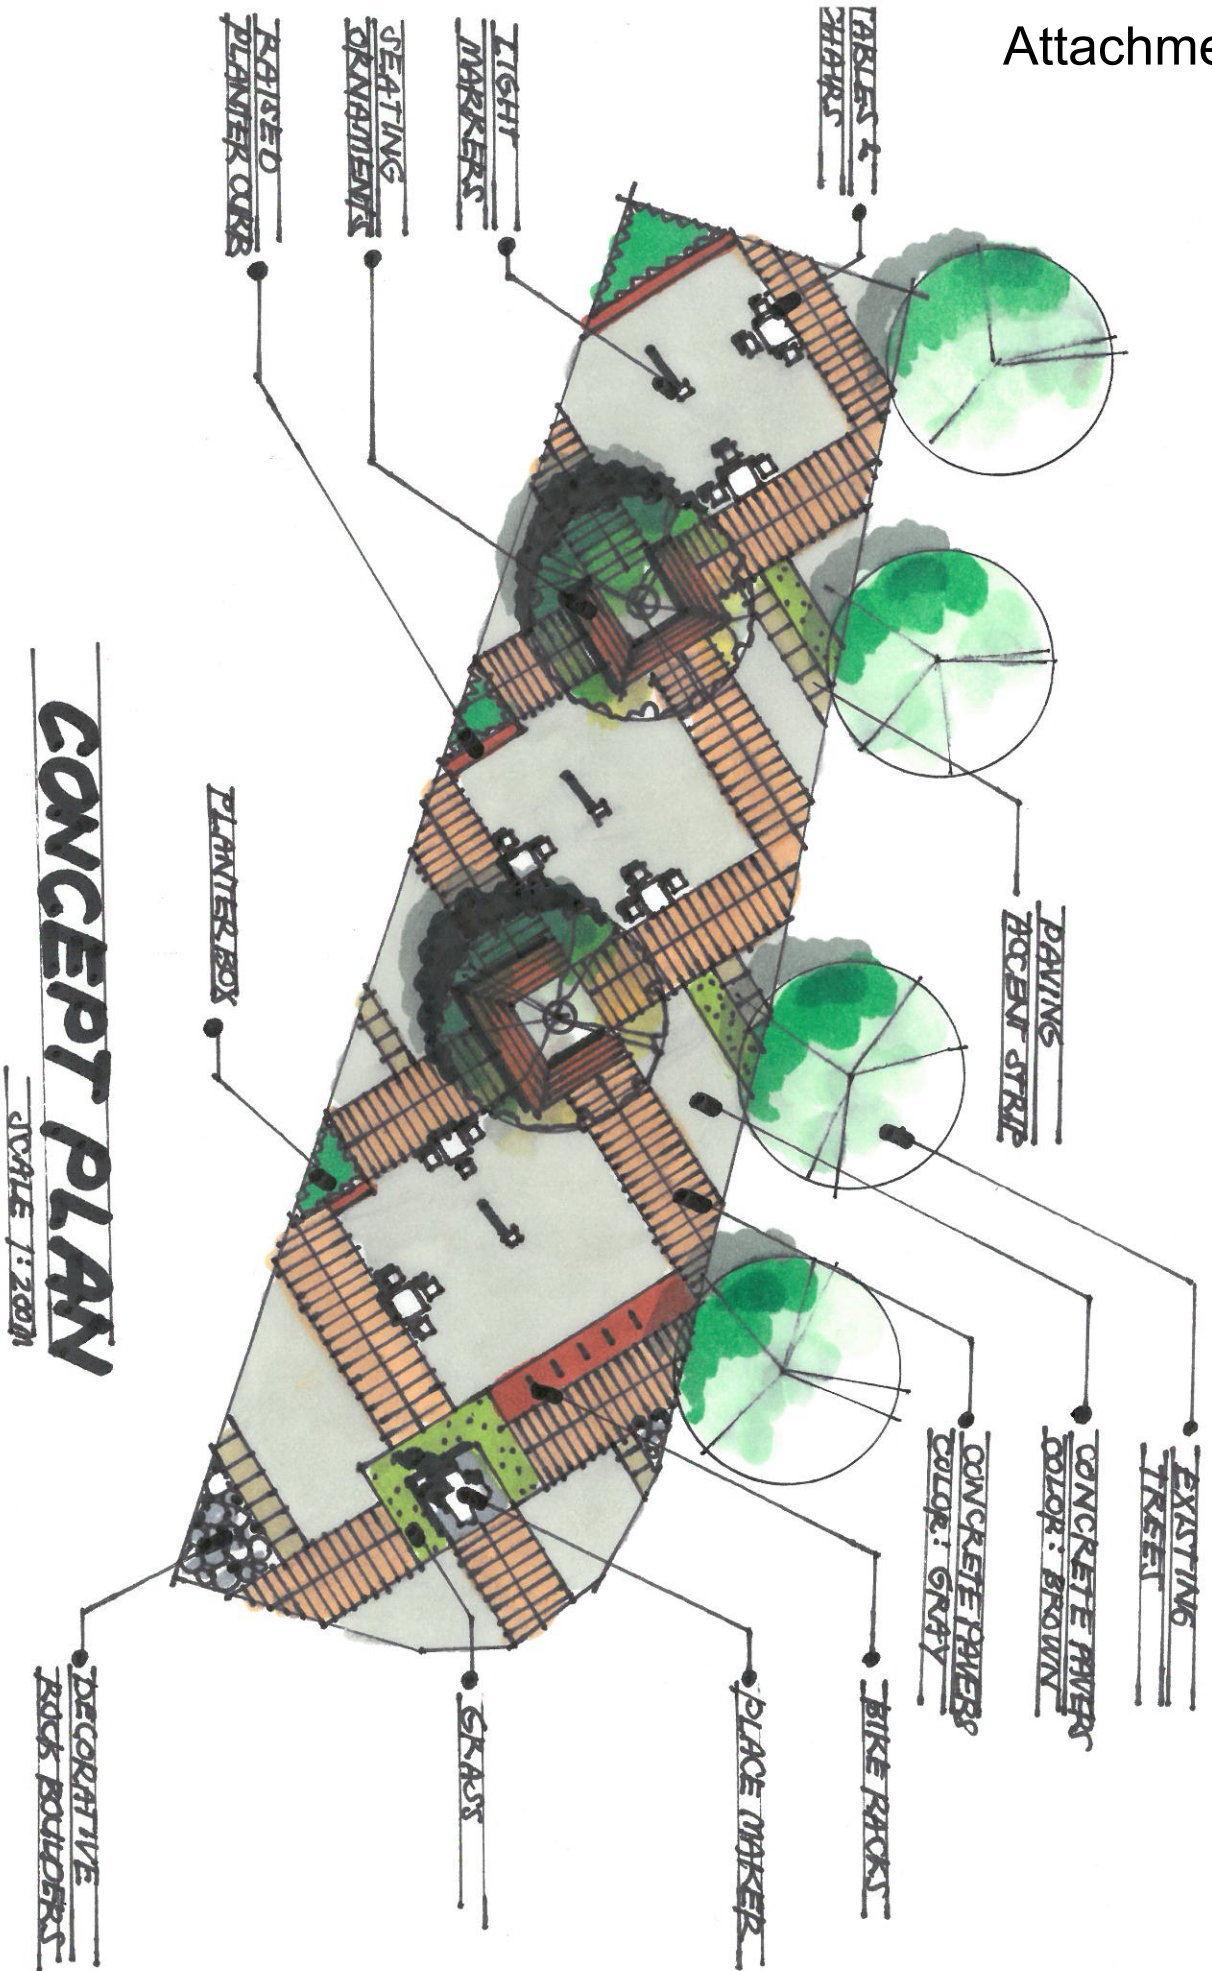 Attachme
TABLES &
CHAIRS
LIGHT
MARKERS
SEATING
ORNAMENTS
RAISED
PLANTER CURB
PAVING
ACCENT STRIP
PLANTER BOX
EXISTING
TREES
CONCRETE PAVERS
COLOR: BROWN
CONCRETE PAVERS
COLOR: GRAY
BIKE RACKS
PLACE MAKER
GRASS
DECORATIVE
ROCK BOULDERS
CONCEPT PLAN
SCALE 1:200M